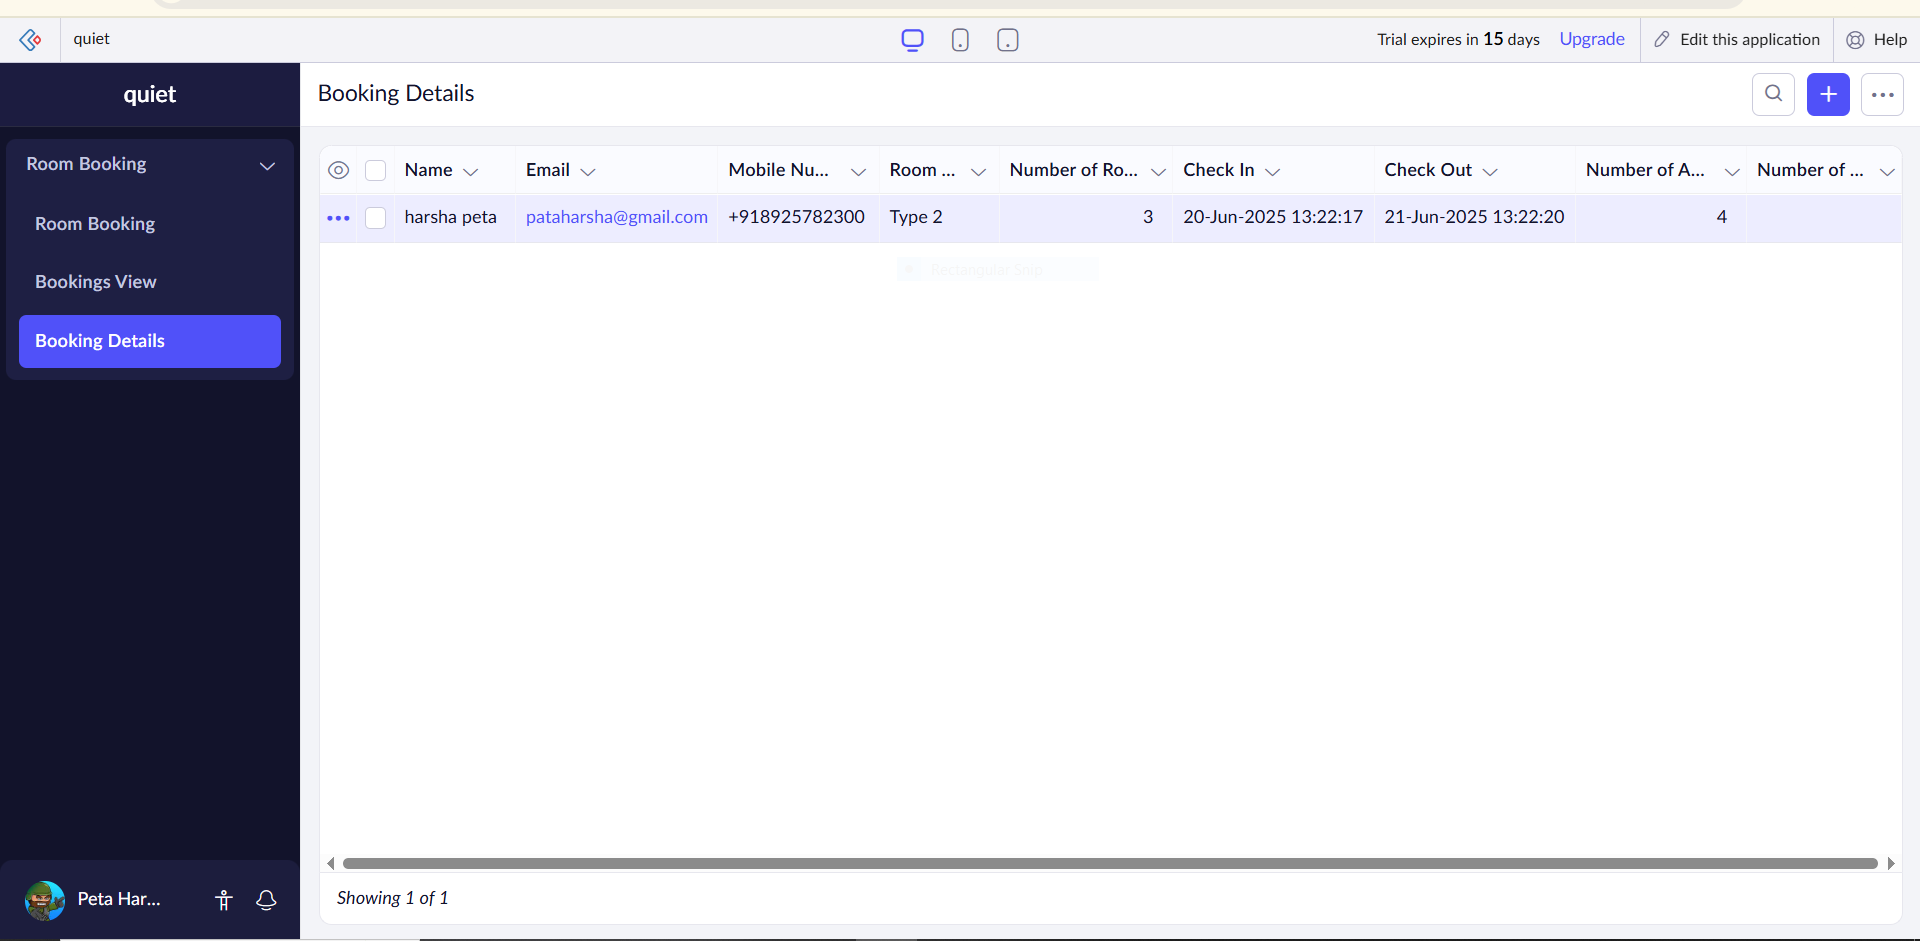 quiet
Trial expires in 15 days Upgrade Edit this application Help
quiet
Booking Details
Room Booking
Room Booking
Bookings View
Booking Details
Name Email Mobile Nu... Room ... Number of Ro... Check In Check Out Number of A... Number of ...
harsha peta pataharsha@gmail.com +918925782300 Type 2 3 20-Jun-2025 13:22:17 21-Jun-2025 13:22:20 4
Rectangular Snip
Showing 1 of 1
Peta Har...